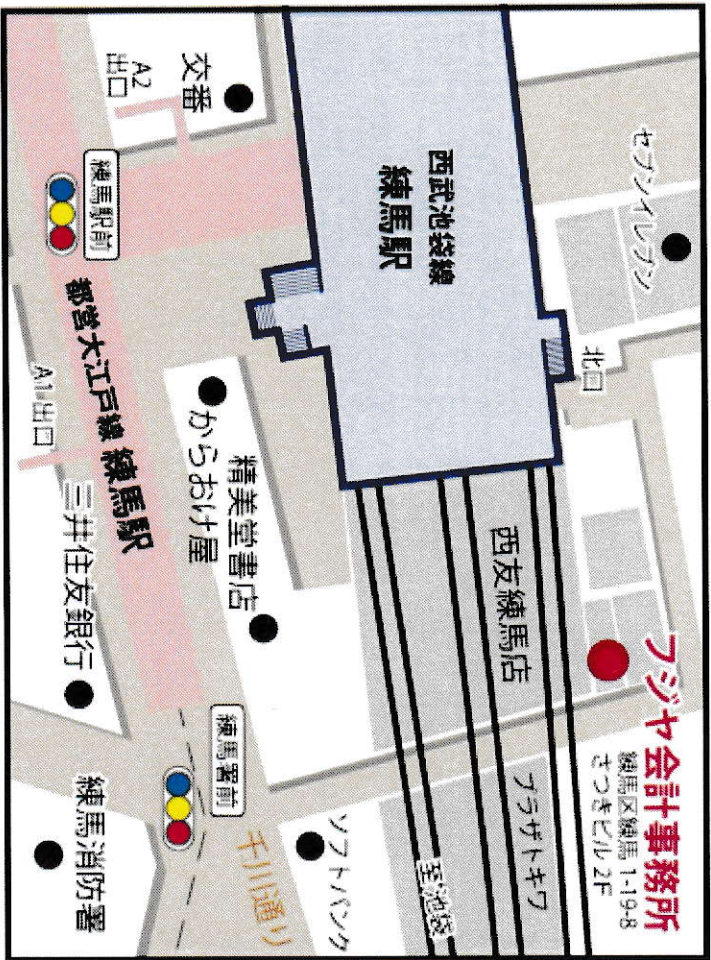 セブンイレブン
北口
フジヤ会計事務所
練馬区練馬 1-19-8
さつきビル 2F
西武池袋線
練馬駅
西友練馬店
プラザトキワ
至池袋
交番
A2
出口
練馬駅前
都営大江戸線 練馬駅
A1 出口
からおけ屋
精美堂書店
三井住友銀行
練馬署前
千川通り
ソフトバンク
練馬消防署